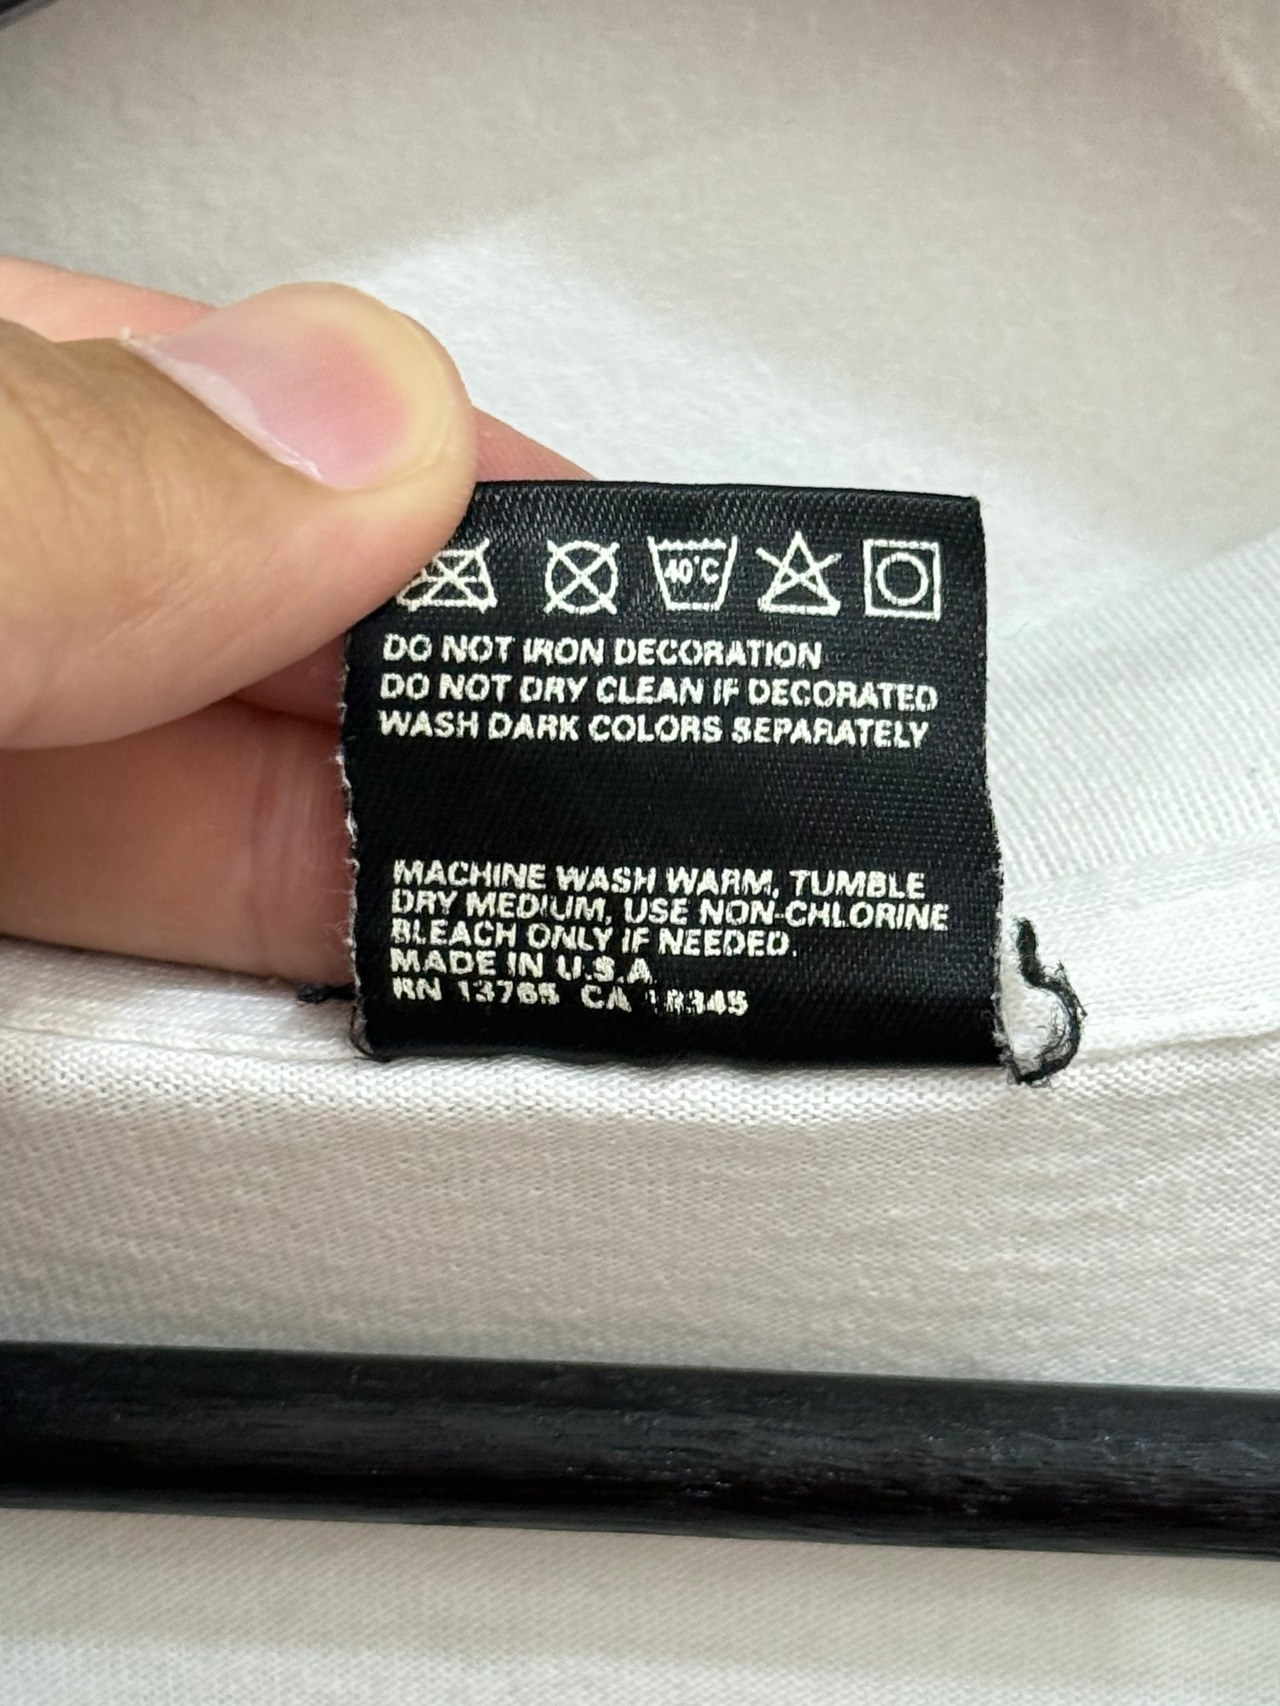 40°C
DO NOT IRON DECORATION
DO NOT DRY CLEAN IF DECORATED
WASH DARK COLORS SEPARATELY
MACHINE WASH WARM, TUMBLE
DRY MEDIUM, USE NON-CHLORINE
BLEACH ONLY IF NEEDED.
MADE IN U.S.A
RN 13765 CA